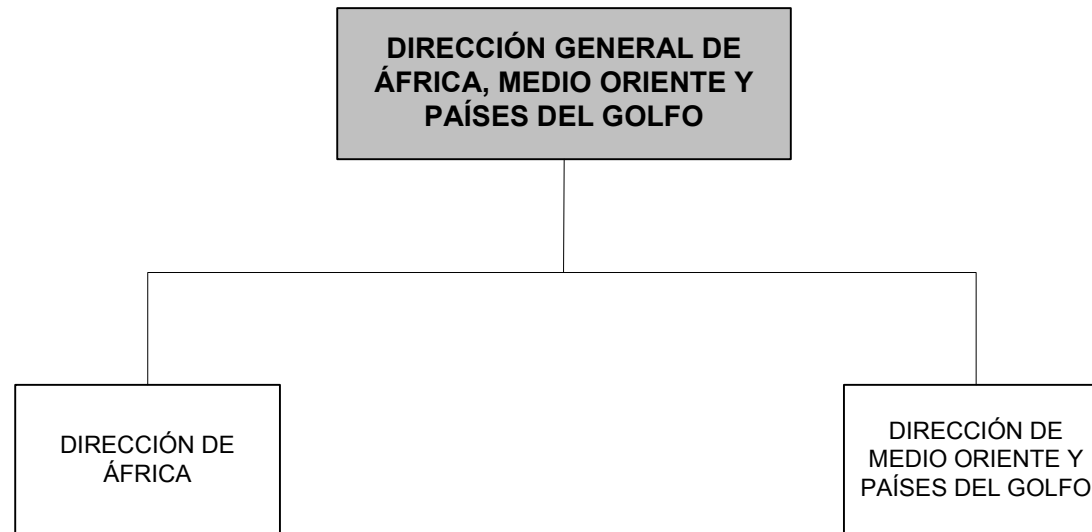 DIRECCIÓN GENERAL DE
ÁFRICA, MEDIO ORIENTE Y
PAÍSES DEL GOLFO
DIRECCIÓN DE
ÁFRICA
DIRECCIÓN DE
MEDIO ORIENTE Y
PAÍSES DEL GOLFO